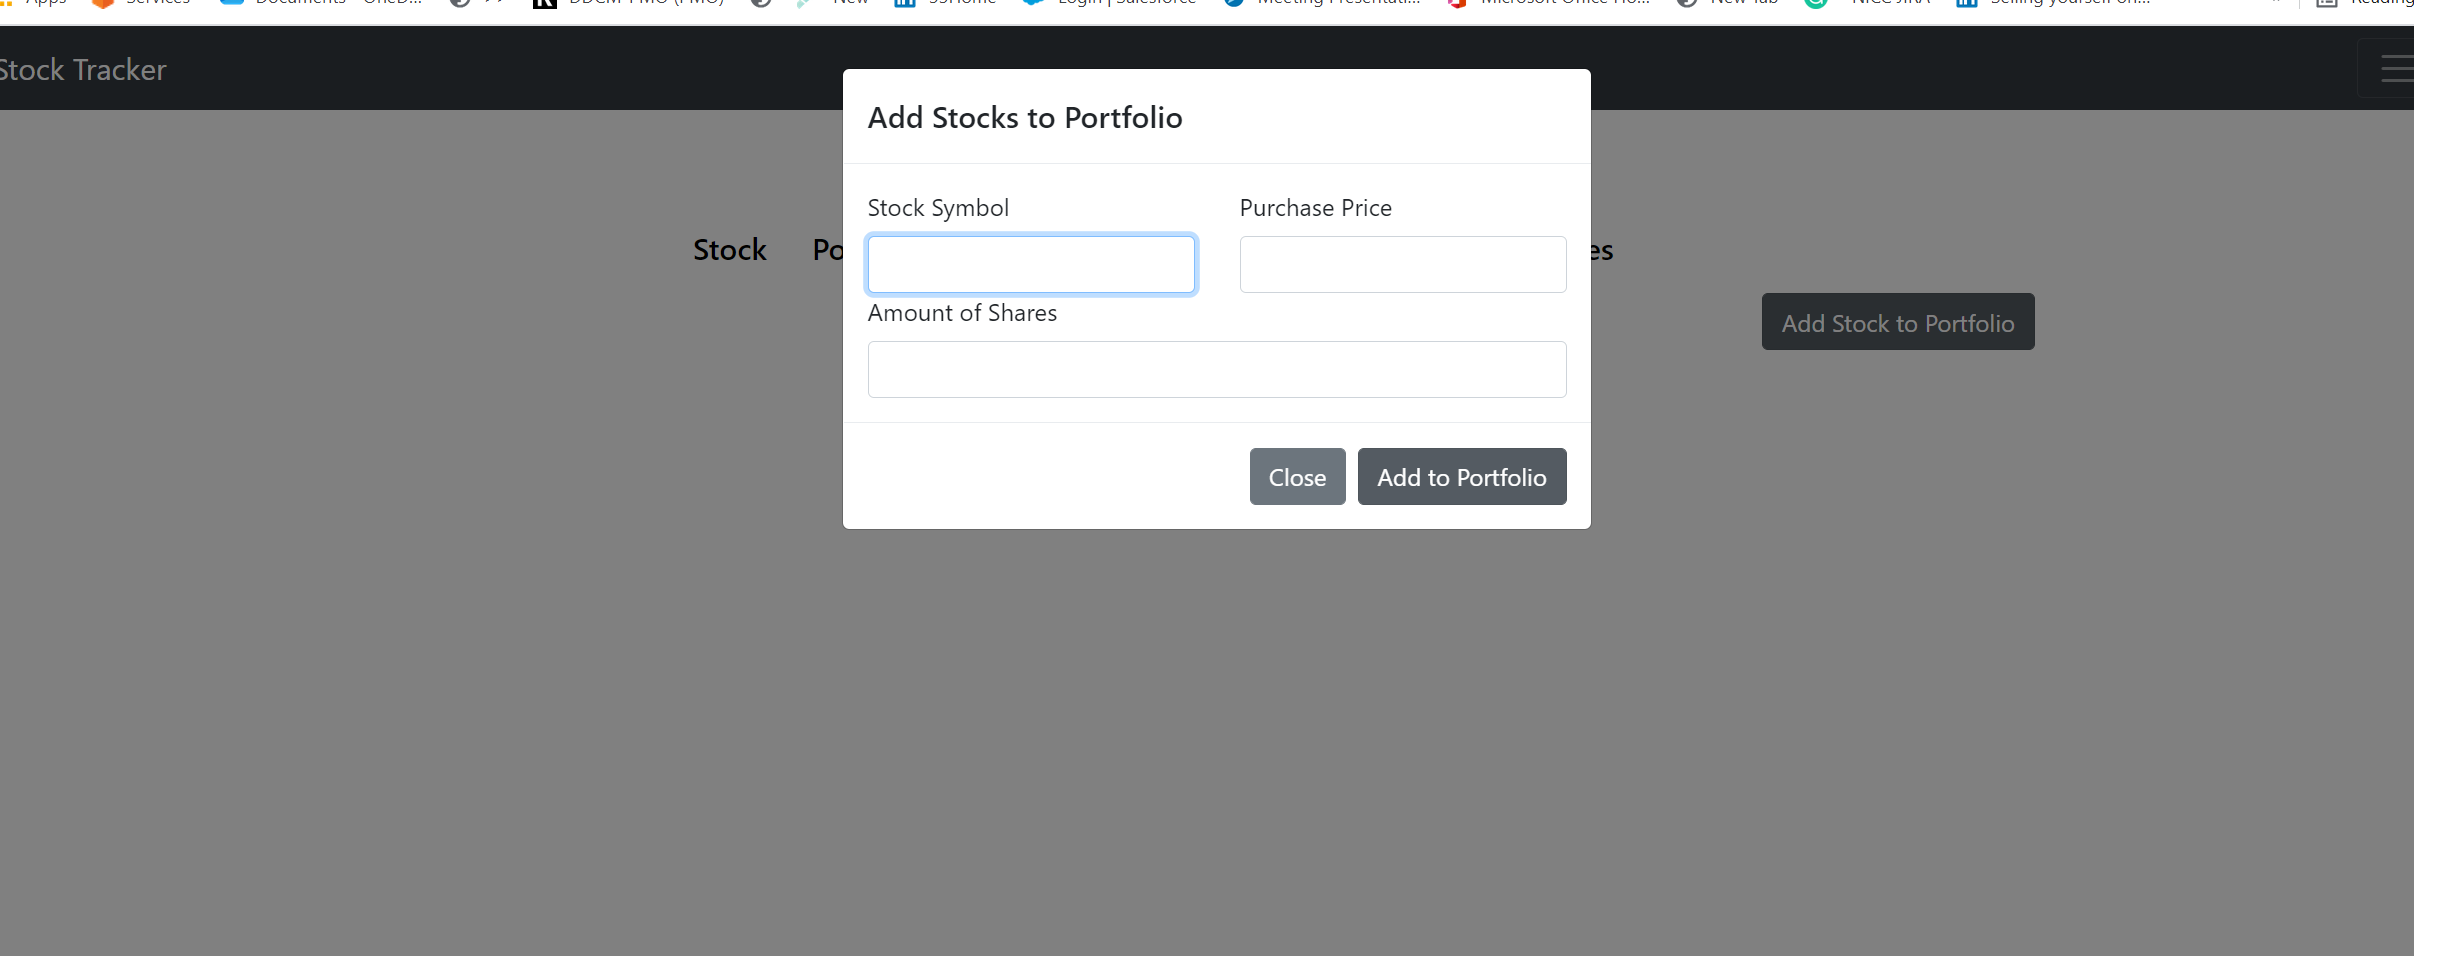 Apps Services Documents - OneD... DDCM-PMO (PMO) New Login | Salesforce Meeting Presentati... Microsoft Office Ho... New Tab NICC JIRA Selling yourself on... » Reading
Stock Tracker
Add Stocks to Portfolio
Stock Symbol Purchase Price
Stock Po es
Amount of Shares
Add Stock to Portfolio
Close Add to Portfolio